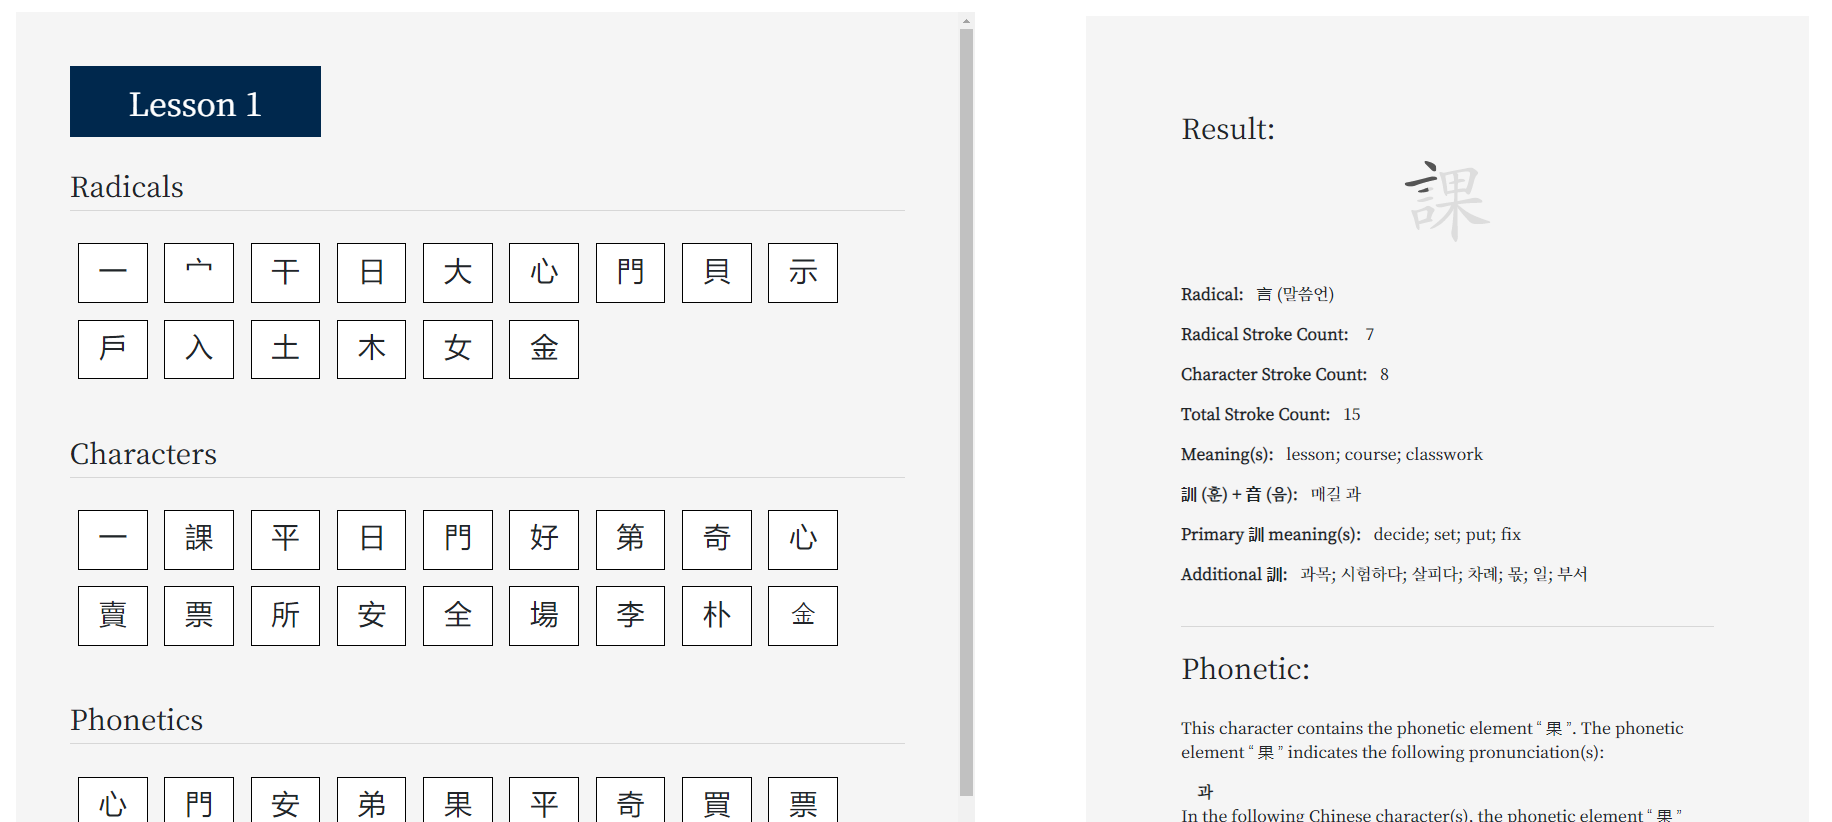 Lesson 1
Radicals
一 宀 干 日 大 心 門 貝 示
戶 入 土 木 女 金
Characters
一 課 平 日 門 好 第 奇 心
賣 票 所 安 全 場 李 朴 金
Phonetics
心 門 安 弟 果 平 奇 買 票
Result:
課
Radical: 言 (말씀언)
Radical Stroke Count: 7
Character Stroke Count: 8
Total Stroke Count: 15
Meaning(s): lesson; course; classwork
訓 (훈) + 音 (음): 매길 과
Primary 訓 meaning(s): decide; set; put; fix
Additional 訓: 과목; 시험하다; 살피다; 차례; 몫; 일; 부서
Phonetic:
This character contains the phonetic element “ 果 ”. The phonetic
element “ 果 ” indicates the following pronunciation(s):
과
In the following Chinese character(s), the phonetic element “ 果 ”